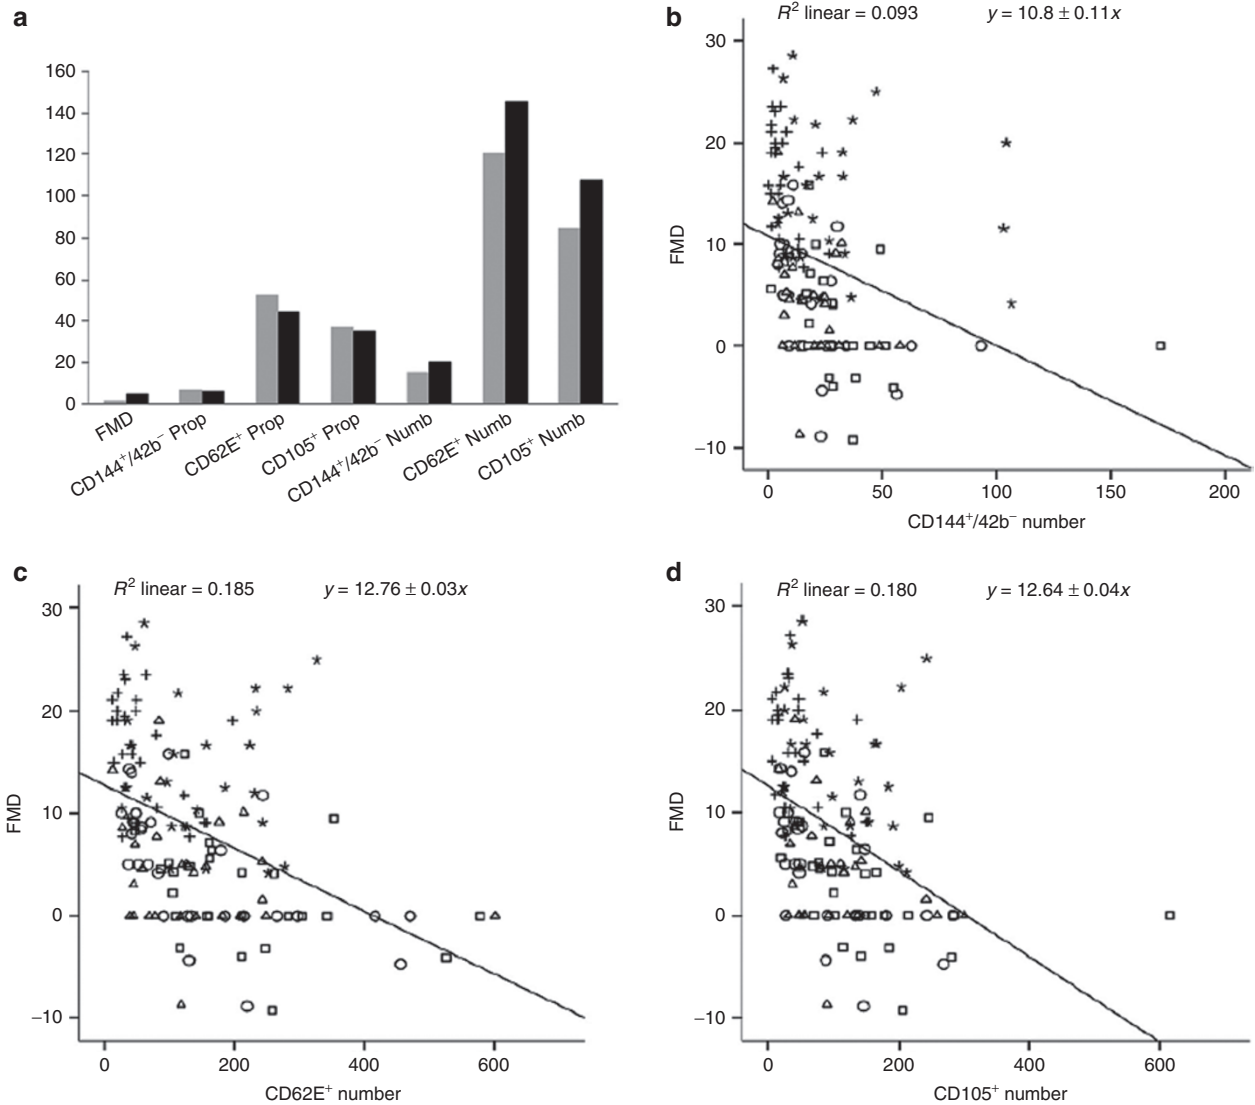 a
160
140
120
100
80
60
40
20
0
FMD
CD144⁺/42b⁻ Prop
CD62E⁺ Prop
CD105⁺ Prop
CD144⁺/42b⁻ Numb
CD62E⁺ Numb
CD105⁺ Numb
b
R² linear = 0.093 y = 10.8 ± 0.11x
FMD
30
20
10
0
−10
0 50 100 150 200
CD144⁺/42b⁻ number
c
R² linear = 0.185 y = 12.76 ± 0.03x
FMD
30
20
10
0
−10
0 200 400 600
CD62E⁺ number
d
R² linear = 0.180 y = 12.64 ± 0.04x
FMD
30
20
10
0
−10
0 200 400 600
CD105⁺ number